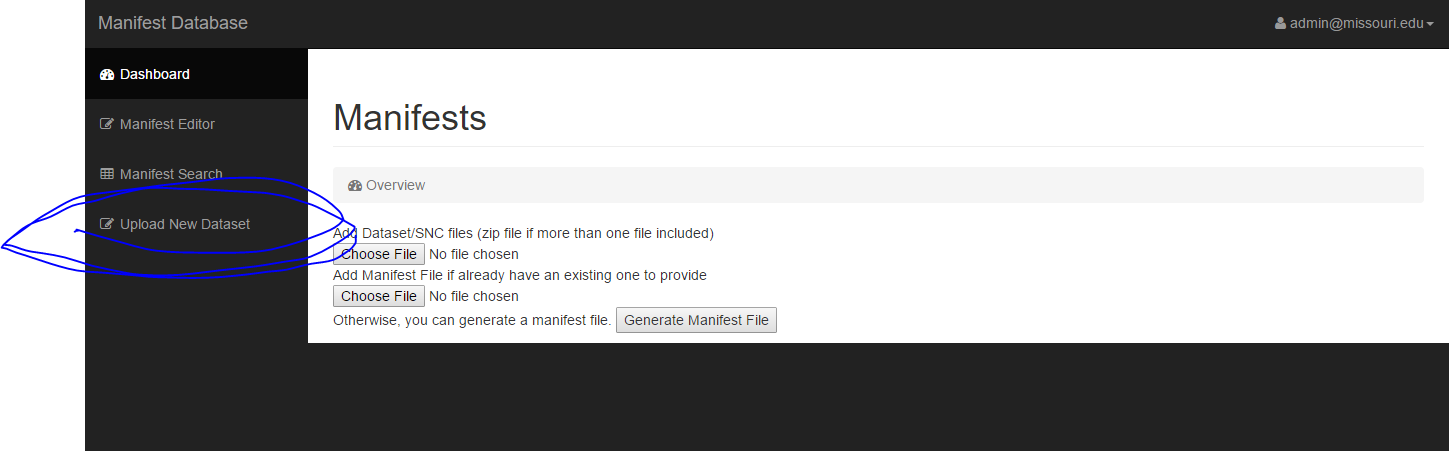 Manifest Database
admin@missouri.edu
Dashboard
Manifest Editor
Manifest Search
Upload New Dataset
Manifests
Overview
Add Dataset/SNC files (zip file if more than one file included)
Choose File No file chosen
Add Manifest File if already have an existing one to provide
Choose File No file chosen
Otherwise, you can generate a manifest file. Generate Manifest File